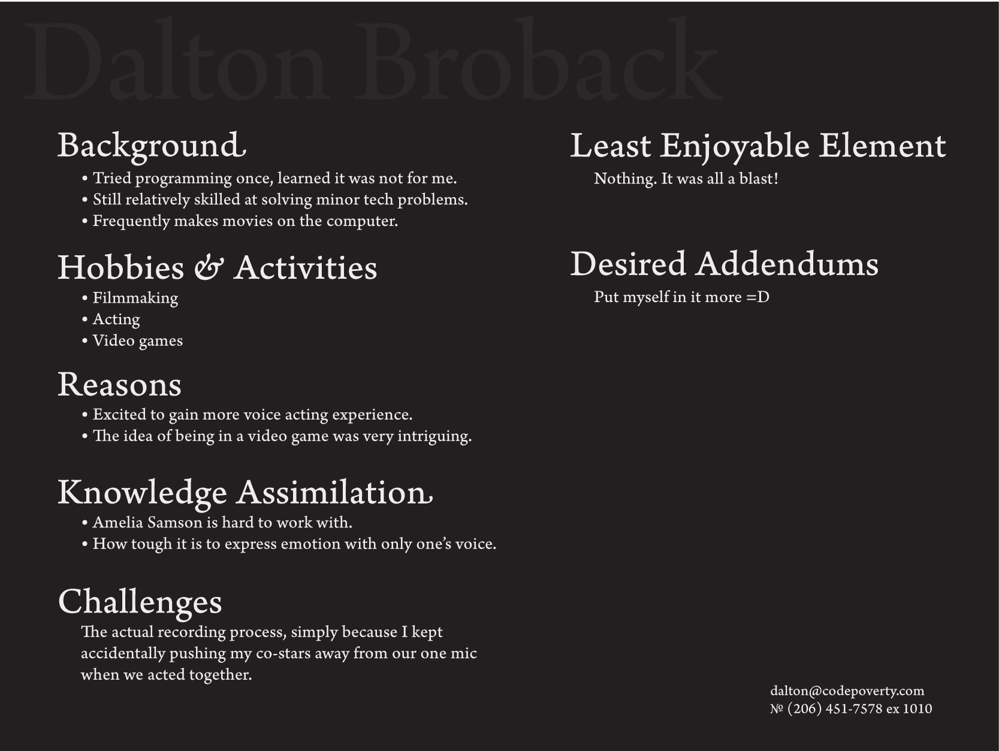 Dalton Broback
Background
• Tried programming once, learned it was not for me.
• Still relatively skilled at solving minor tech problems.
• Frequently makes movies on the computer.
Hobbies & Activities
• Filmmaking
• Acting
• Video games
Reasons
• Excited to gain more voice acting experience.
• The idea of being in a video game was very intriguing.
Knowledge Assimilation
• Amelia Samson is hard to work with.
• How tough it is to express emotion with only one’s voice.
Challenges
The actual recording process, simply because I kept
accidentally pushing my co-stars away from our one mic
when we acted together.
Least Enjoyable Element
Nothing. It was all a blast!
Desired Addendums
Put myself in it more =D
dalton@codepoverty.com
№ (206) 451-7578 ex 1010